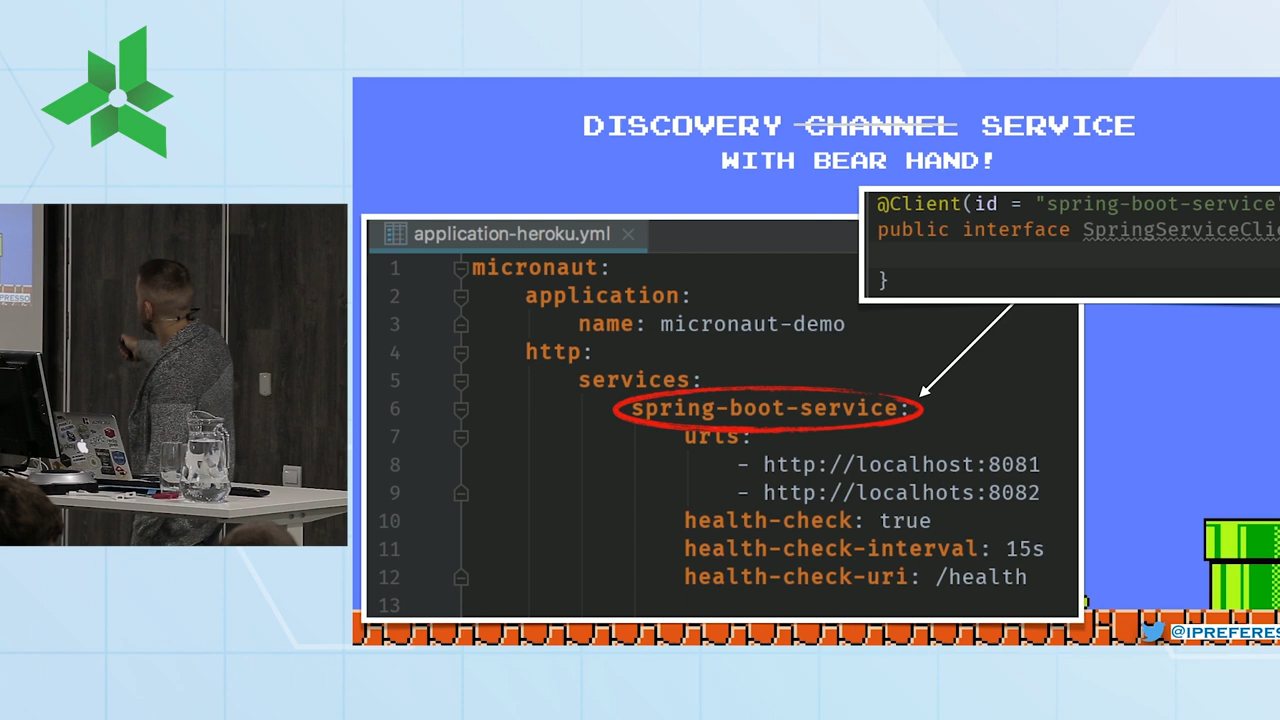 DISCOVERY CHANNEL SERVICE
WITH BEAR HAND!
@Client(id = "spring-boot-service
public interface SpringServiceClie
}
application-heroku.yml
1 micronaut:
2 application:
3 name: micronaut-demo
4 http:
5 services:
6 spring-boot-service:
7 urls:
8 - http://localhost:8081
9 - http://localhots:8082
10 health-check: true
11 health-check-interval: 15s
12 health-check-uri: /health
13
@IPREFERES
PRESSO